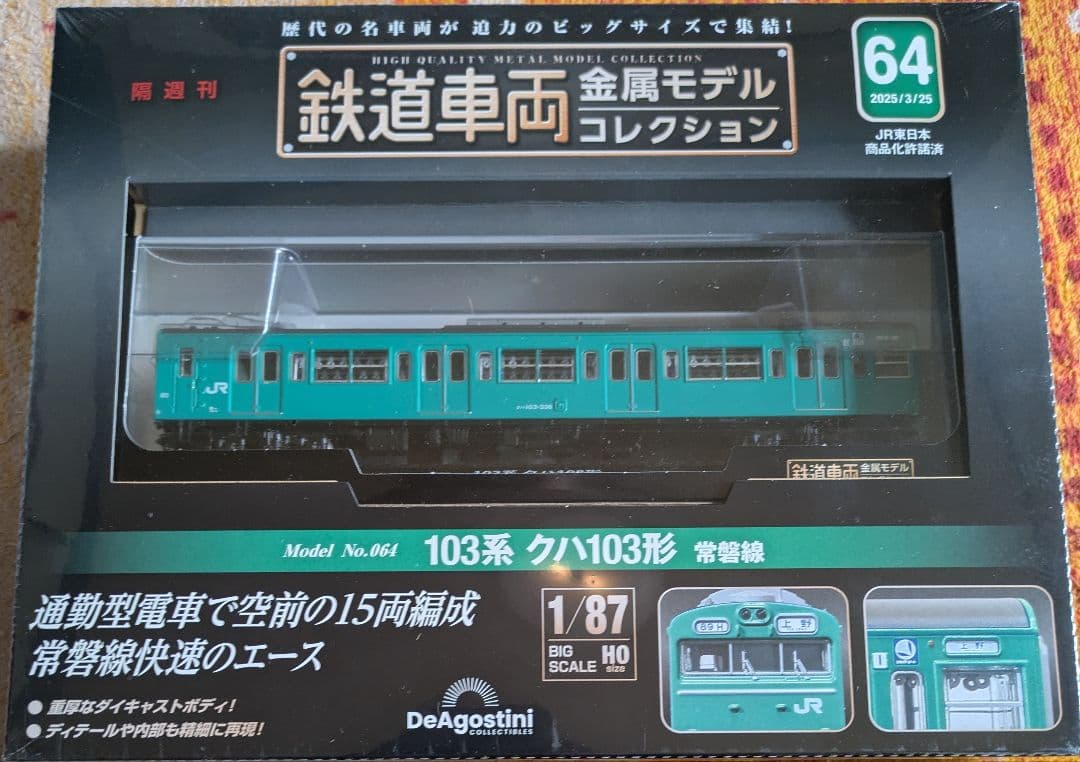 歴代の名車両が 迫力のビッグサイズで集結!
隔週刊
HIGH QUALITY METAL MODEL COLLECTION
鉄道車両 金属モデル
コレクション
64
2025/3/25
JR東日本
商品化許諾済
JR
鉄道車両 金属モデル
Model No.064 103系 クハ103形 常磐線
通勤型電車で空前の15両編成
常磐線快速のエース
● 重厚なダイキャストボディ!
● ディテールや内部も精細に再現!
DeAgostini
COLLECTIBLES
1/87
BIG SCALE HO size
89H 上野
JR
1 上野